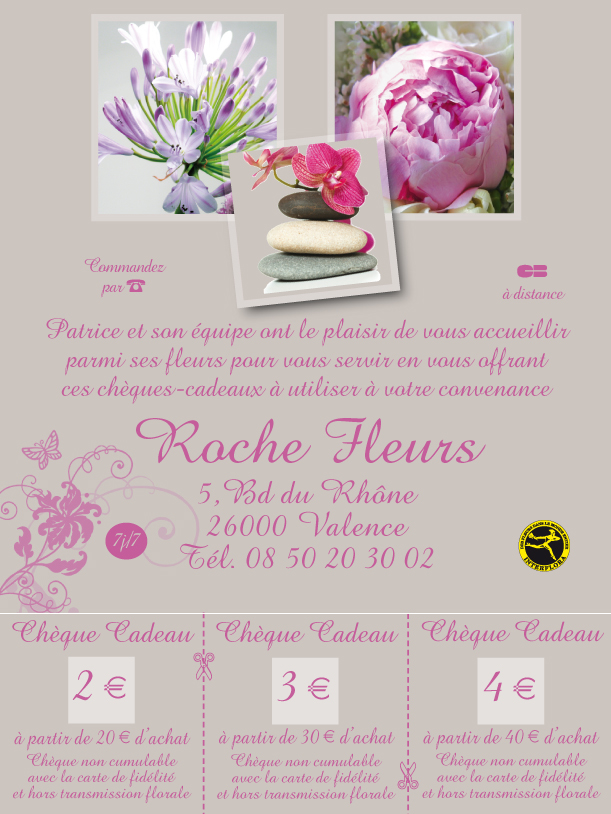 Commandez
par ☎
CB
à distance
Patrice et son équipe ont le plaisir de vous accueillir
parmi ses fleurs pour vous servir en vous offrant
ces chèques-cadeaux à utiliser à votre convenance
Roche Fleurs
5, Bd du Rhône
26000 Valence
7j/7
Tél. 08 50 20 30 02
INTERFLORA
Chèque Cadeau
2 €
à partir de 20 € d'achat
Chèque non cumulable
avec la carte de fidélité
et hors transmission florale
Chèque Cadeau
3 €
à partir de 30 € d'achat
Chèque non cumulable
avec la carte de fidélité
et hors transmission florale
Chèque Cadeau
4 €
à partir de 40 € d'achat
Chèque non cumulable
avec la carte de fidélité
et hors transmission florale